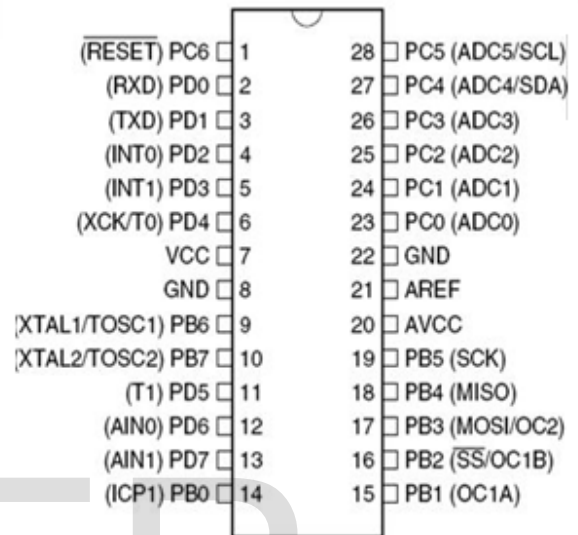 (RESET) PC6 1 28 PC5 (ADC5/SCL)
(RXD) PD0 2 27 PC4 (ADC4/SDA)
(TXD) PD1 3 26 PC3 (ADC3)
(INT0) PD2 4 25 PC2 (ADC2)
(INT1) PD3 5 24 PC1 (ADC1)
(XCK/T0) PD4 6 23 PC0 (ADC0)
VCC 7 22 GND
GND 8 21 AREF
(XTAL1/TOSC1) PB6 9 20 AVCC
(XTAL2/TOSC2) PB7 10 19 PB5 (SCK)
(T1) PD5 11 18 PB4 (MISO)
(AIN0) PD6 12 17 PB3 (MOSI/OC2)
(AIN1) PD7 13 16 PB2 (SS/OC1B)
(ICP1) PB0 14 15 PB1 (OC1A)